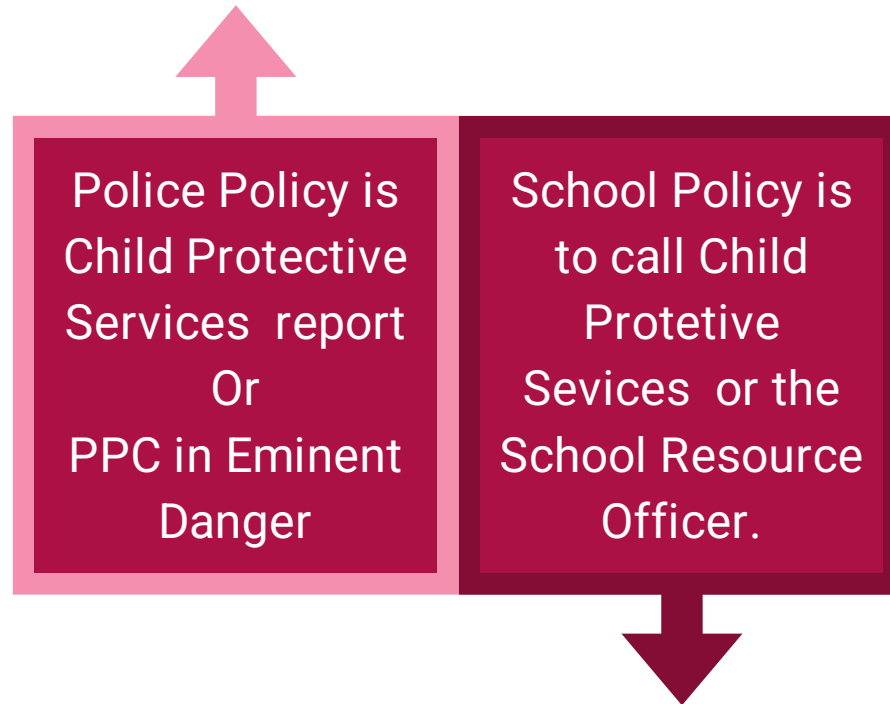 Police Policy is
Child Protective
Services  report
Or
PPC in Eminent
Danger
School Policy is
to call Child
Protetive
Sevices  or the
School Resource
Officer.